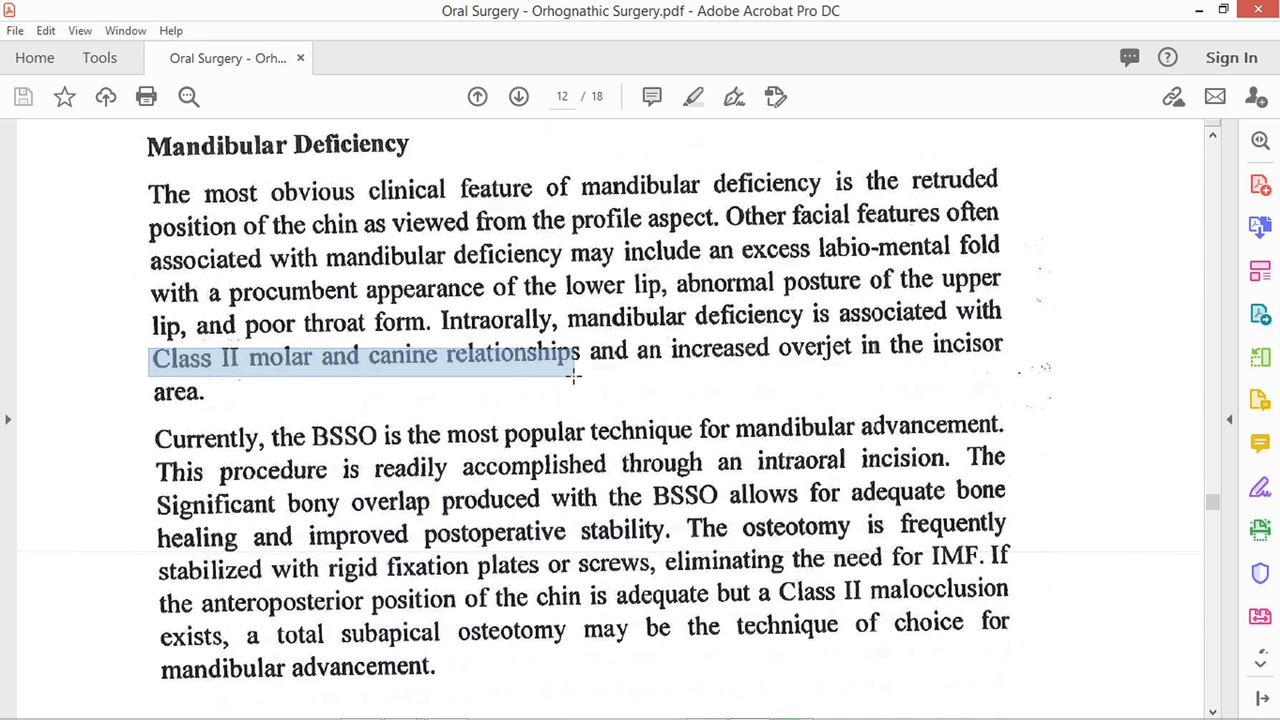 Oral Surgery - Orhognathic Surgery.pdf - Adobe Acrobat Pro DC
File Edit View Window Help
Home Tools Oral Surgery - Orh... × Sign In
12 / 18
Mandibular Deficiency
The most obvious clinical feature of mandibular deficiency is the retruded
position of the chin as viewed from the profile aspect. Other facial features often
associated with mandibular deficiency may include an excess labio-mental fold
with a procumbent appearance of the lower lip, abnormal posture of the upper
lip, and poor throat form. Intraorally, mandibular deficiency is associated with
Class II molar and canine relationships and an increased overjet in the incisor
area.
Currently, the BSSO is the most popular technique for mandibular advancement.
This procedure is readily accomplished through an intraoral incision. The
Significant bony overlap produced with the BSSO allows for adequate bone
healing and improved postoperative stability. The osteotomy is frequently
stabilized with rigid fixation plates or screws, eliminating the need for IMF. If
the anteroposterior position of the chin is adequate but a Class II malocclusion
exists, a total subapical osteotomy may be the technique of choice for
mandibular advancement.